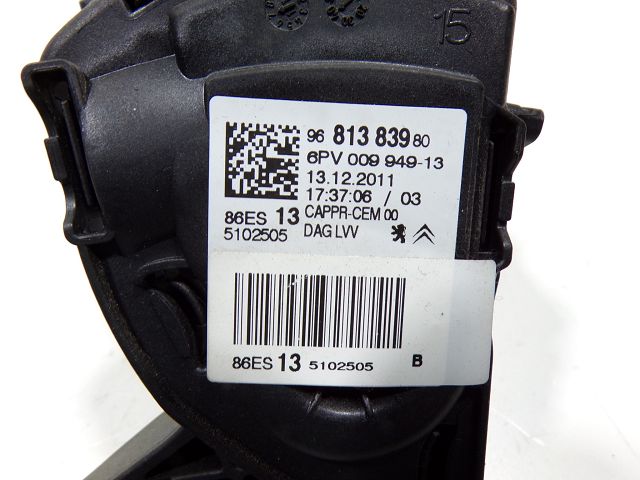 15
96 813 839 80
6PV 009 949-13
13.12.2011
17:37:06 / 03
86ES 13 CAPPR-CEM 00
5102505 DAG LVV
86ES 13 5102505 B